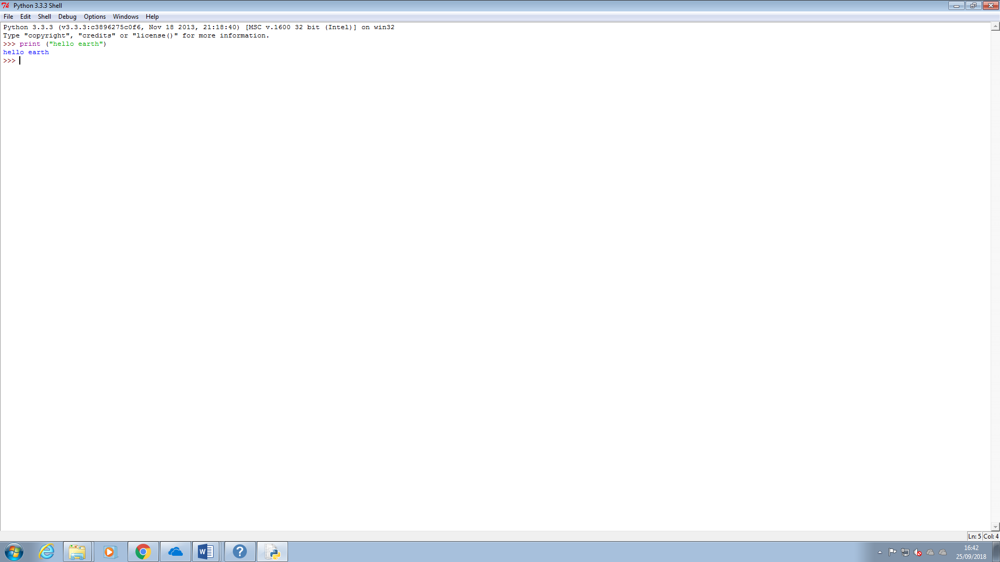 Python 3.3.3 Shell
File Edit Shell Debug Options Windows Help
Python 3.3.3 (v3.3.3:c3896275c0f6, Nov 18 2013, 21:18:40) [MSC v.1600 32 bit (Intel)] on win32
Type "copyright", "credits" or "license()" for more information.
>>> print ("hello earth")
hello earth
>>>
Ln: 5 Col: 4
16:42
25/09/2018